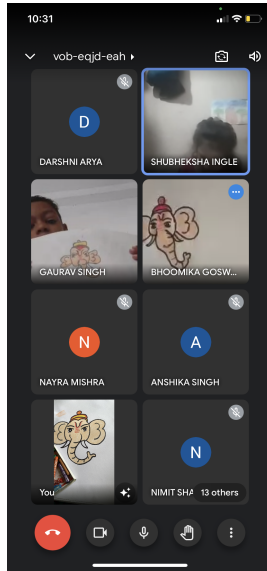 10:31
vob-eqjd-eah
D
DARSHNI ARYA
SHUBHEKSHA INGLE
GAURAV SINGH
BHOOMIKA GOSW...
N
NAYRA MISHRA
A
ANSHIKA SINGH
You
N
NIMIT SHA
13 others